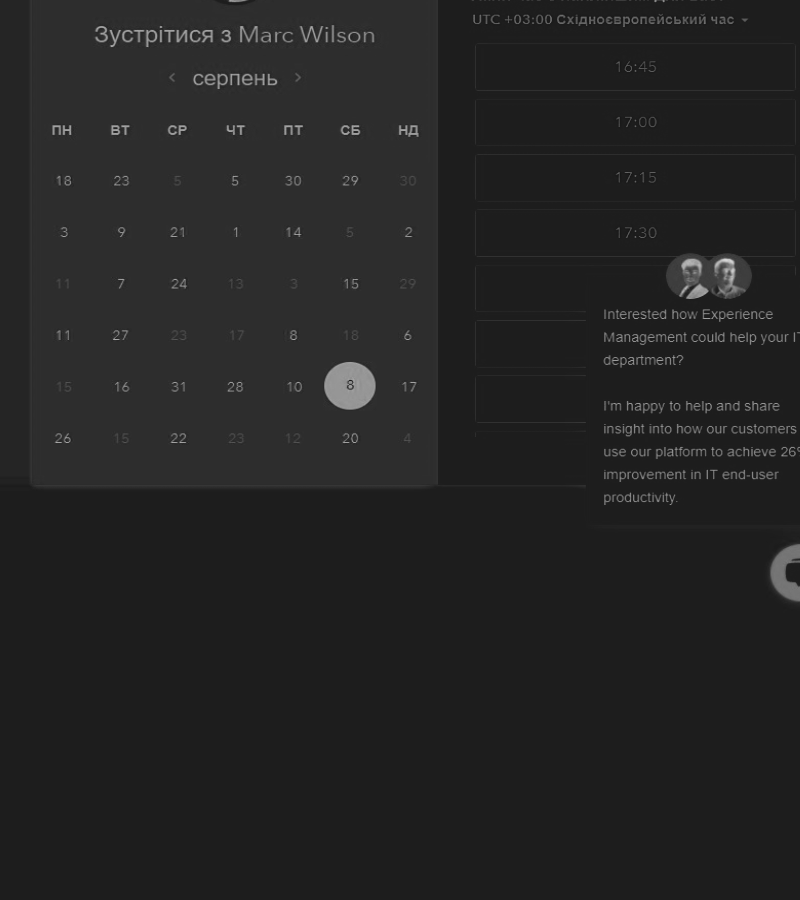 Зустрітися з Marc Wilson
серпень
ПН ВТ СР ЧТ ПТ СБ НД
18 23 5 5 30 29 30
3 9 21 1 14 5 2
11 7 24 13 3 15 29
11 27 23 17 8 18 6
15 16 31 28 10 8 17
26 15 22 23 12 20 4
UTC +03:00 Східноєвропейський час
16:45
17:00
17:15
17:30
Interested how Experience
Management could help your IT
department?
I'm happy to help and share
insight into how our customers
use our platform to achieve 26%
improvement in IT end-user
productivity.